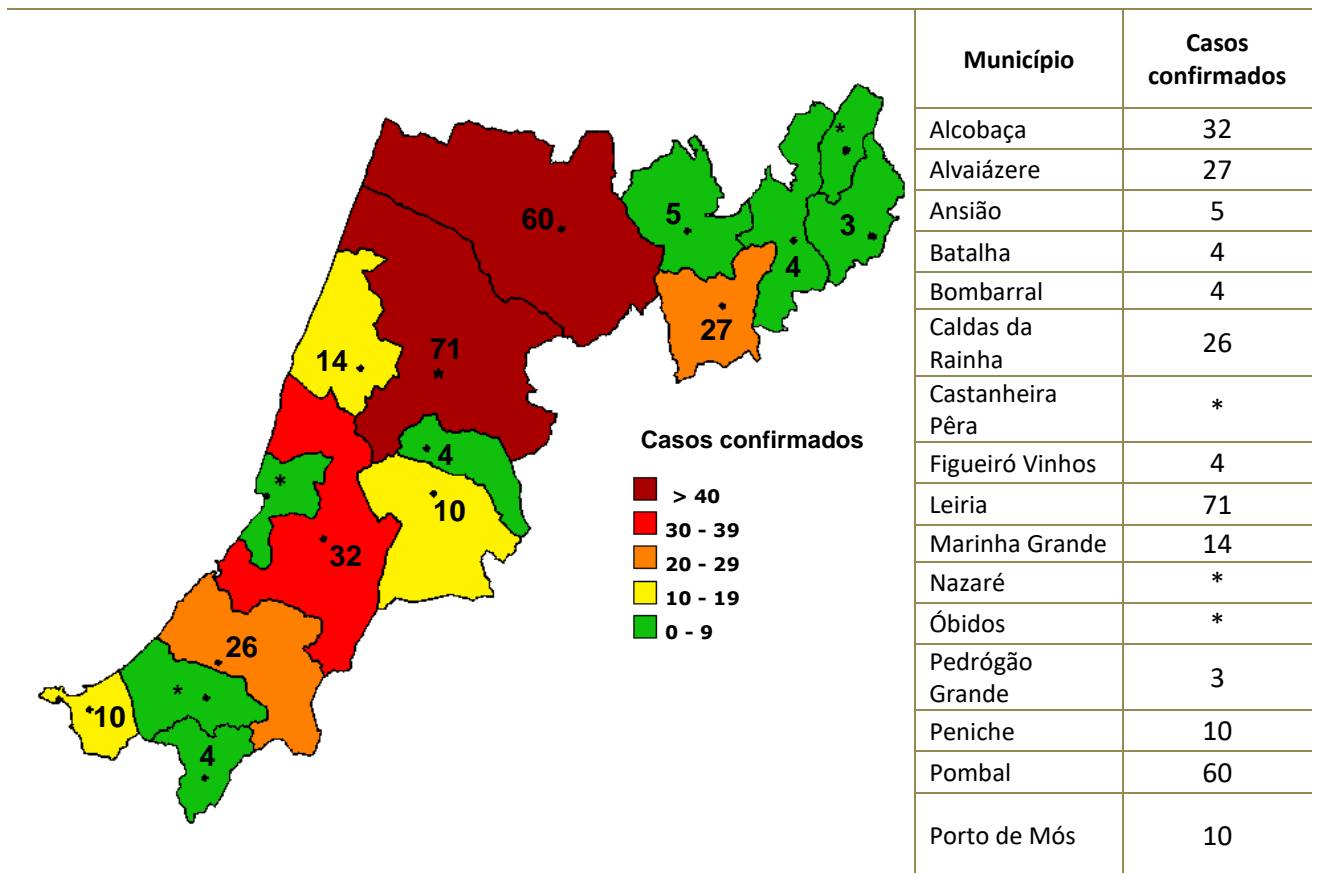 *
60
5
3
4
27
14
71
Casos confirmados
> 40
30 - 39
20 - 29
10 - 19
0 - 9
4
*
10
32
26
*
10
4
Município
Casos
confirmados
Alcobaça 32
Alvaiázere 27
Ansião 5
Batalha 4
Bombarral 4
Caldas da
Rainha 26
Castanheira
Pêra *
Figueiró Vinhos 4
Leiria 71
Marinha Grande 14
Nazaré *
Óbidos *
Pedrógão
Grande 3
Peniche 10
Pombal 60
Porto de Mós 10